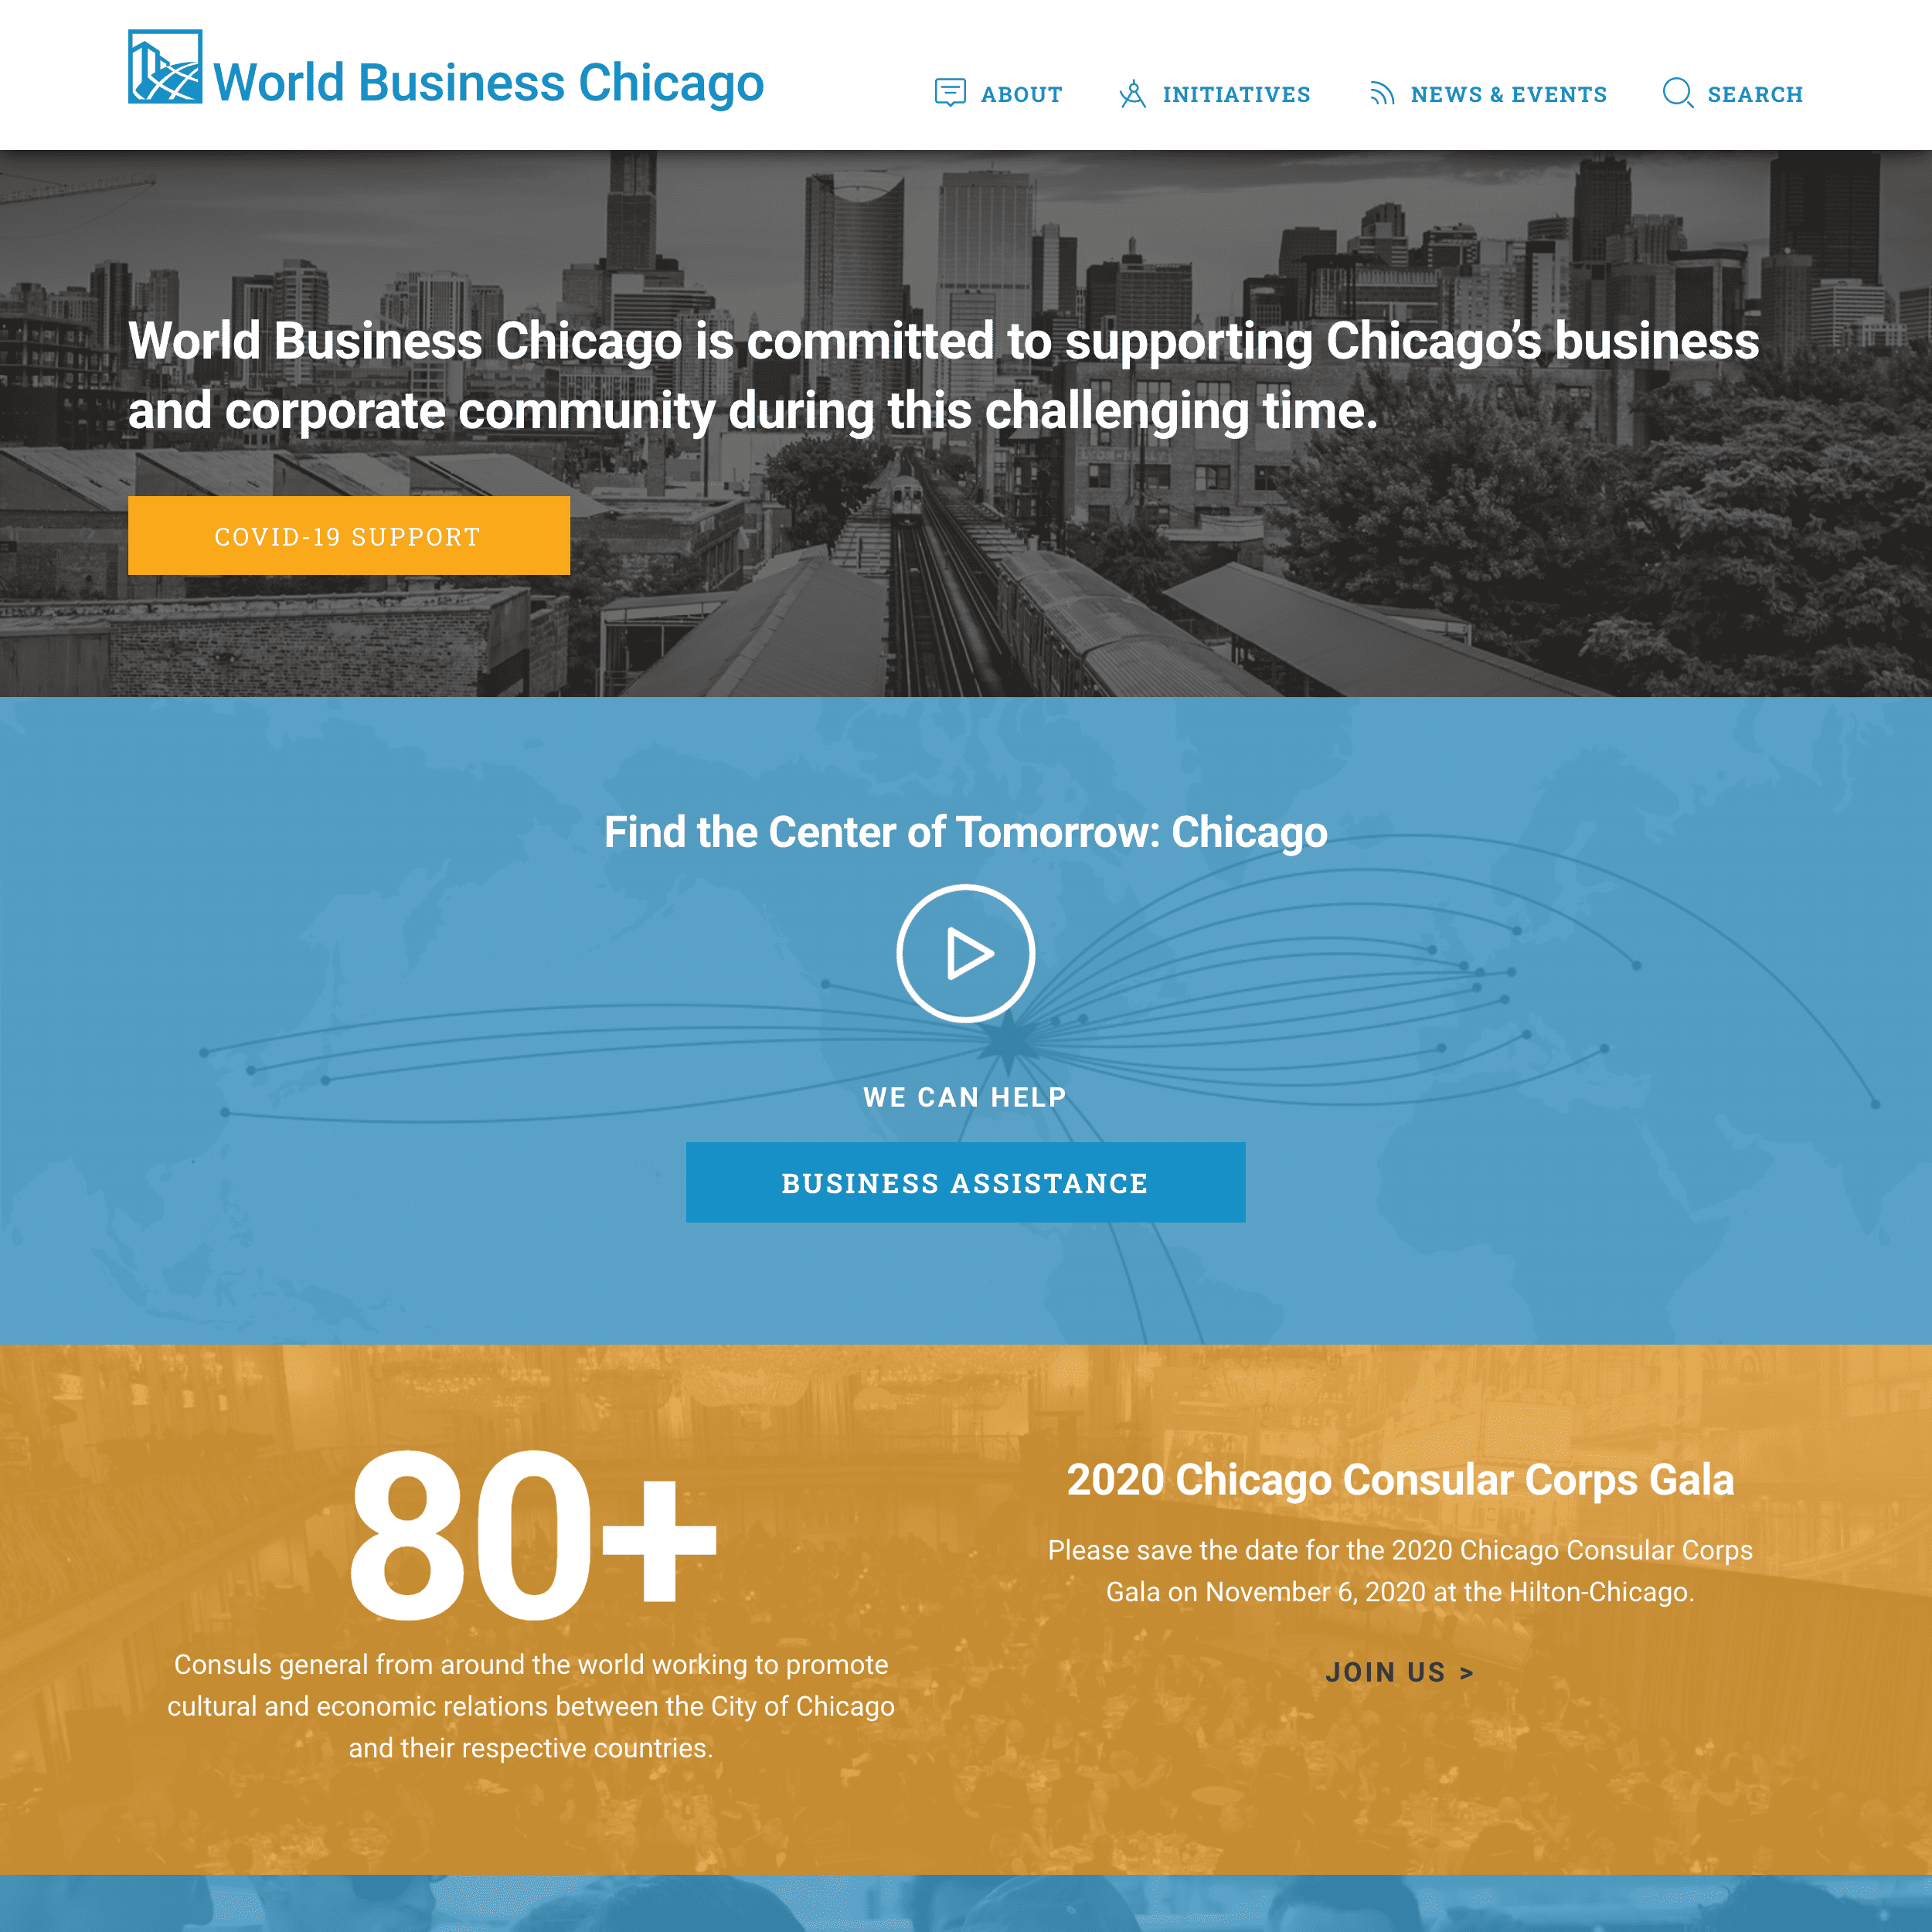 World Business Chicago
ABOUT
INITIATIVES
NEWS & EVENTS
SEARCH
World Business Chicago is committed to supporting Chicago’s business
and corporate community during this challenging time.
LYON-KELLY
COVID-19 SUPPORT
Find the Center of Tomorrow: Chicago
WE CAN HELP
BUSINESS ASSISTANCE
80+
Consuls general from around the world working to promote
cultural and economic relations between the City of Chicago
and their respective countries.
2020 Chicago Consular Corps Gala
Please save the date for the 2020 Chicago Consular Corps
Gala on November 6, 2020 at the Hilton-Chicago.
JOIN US >